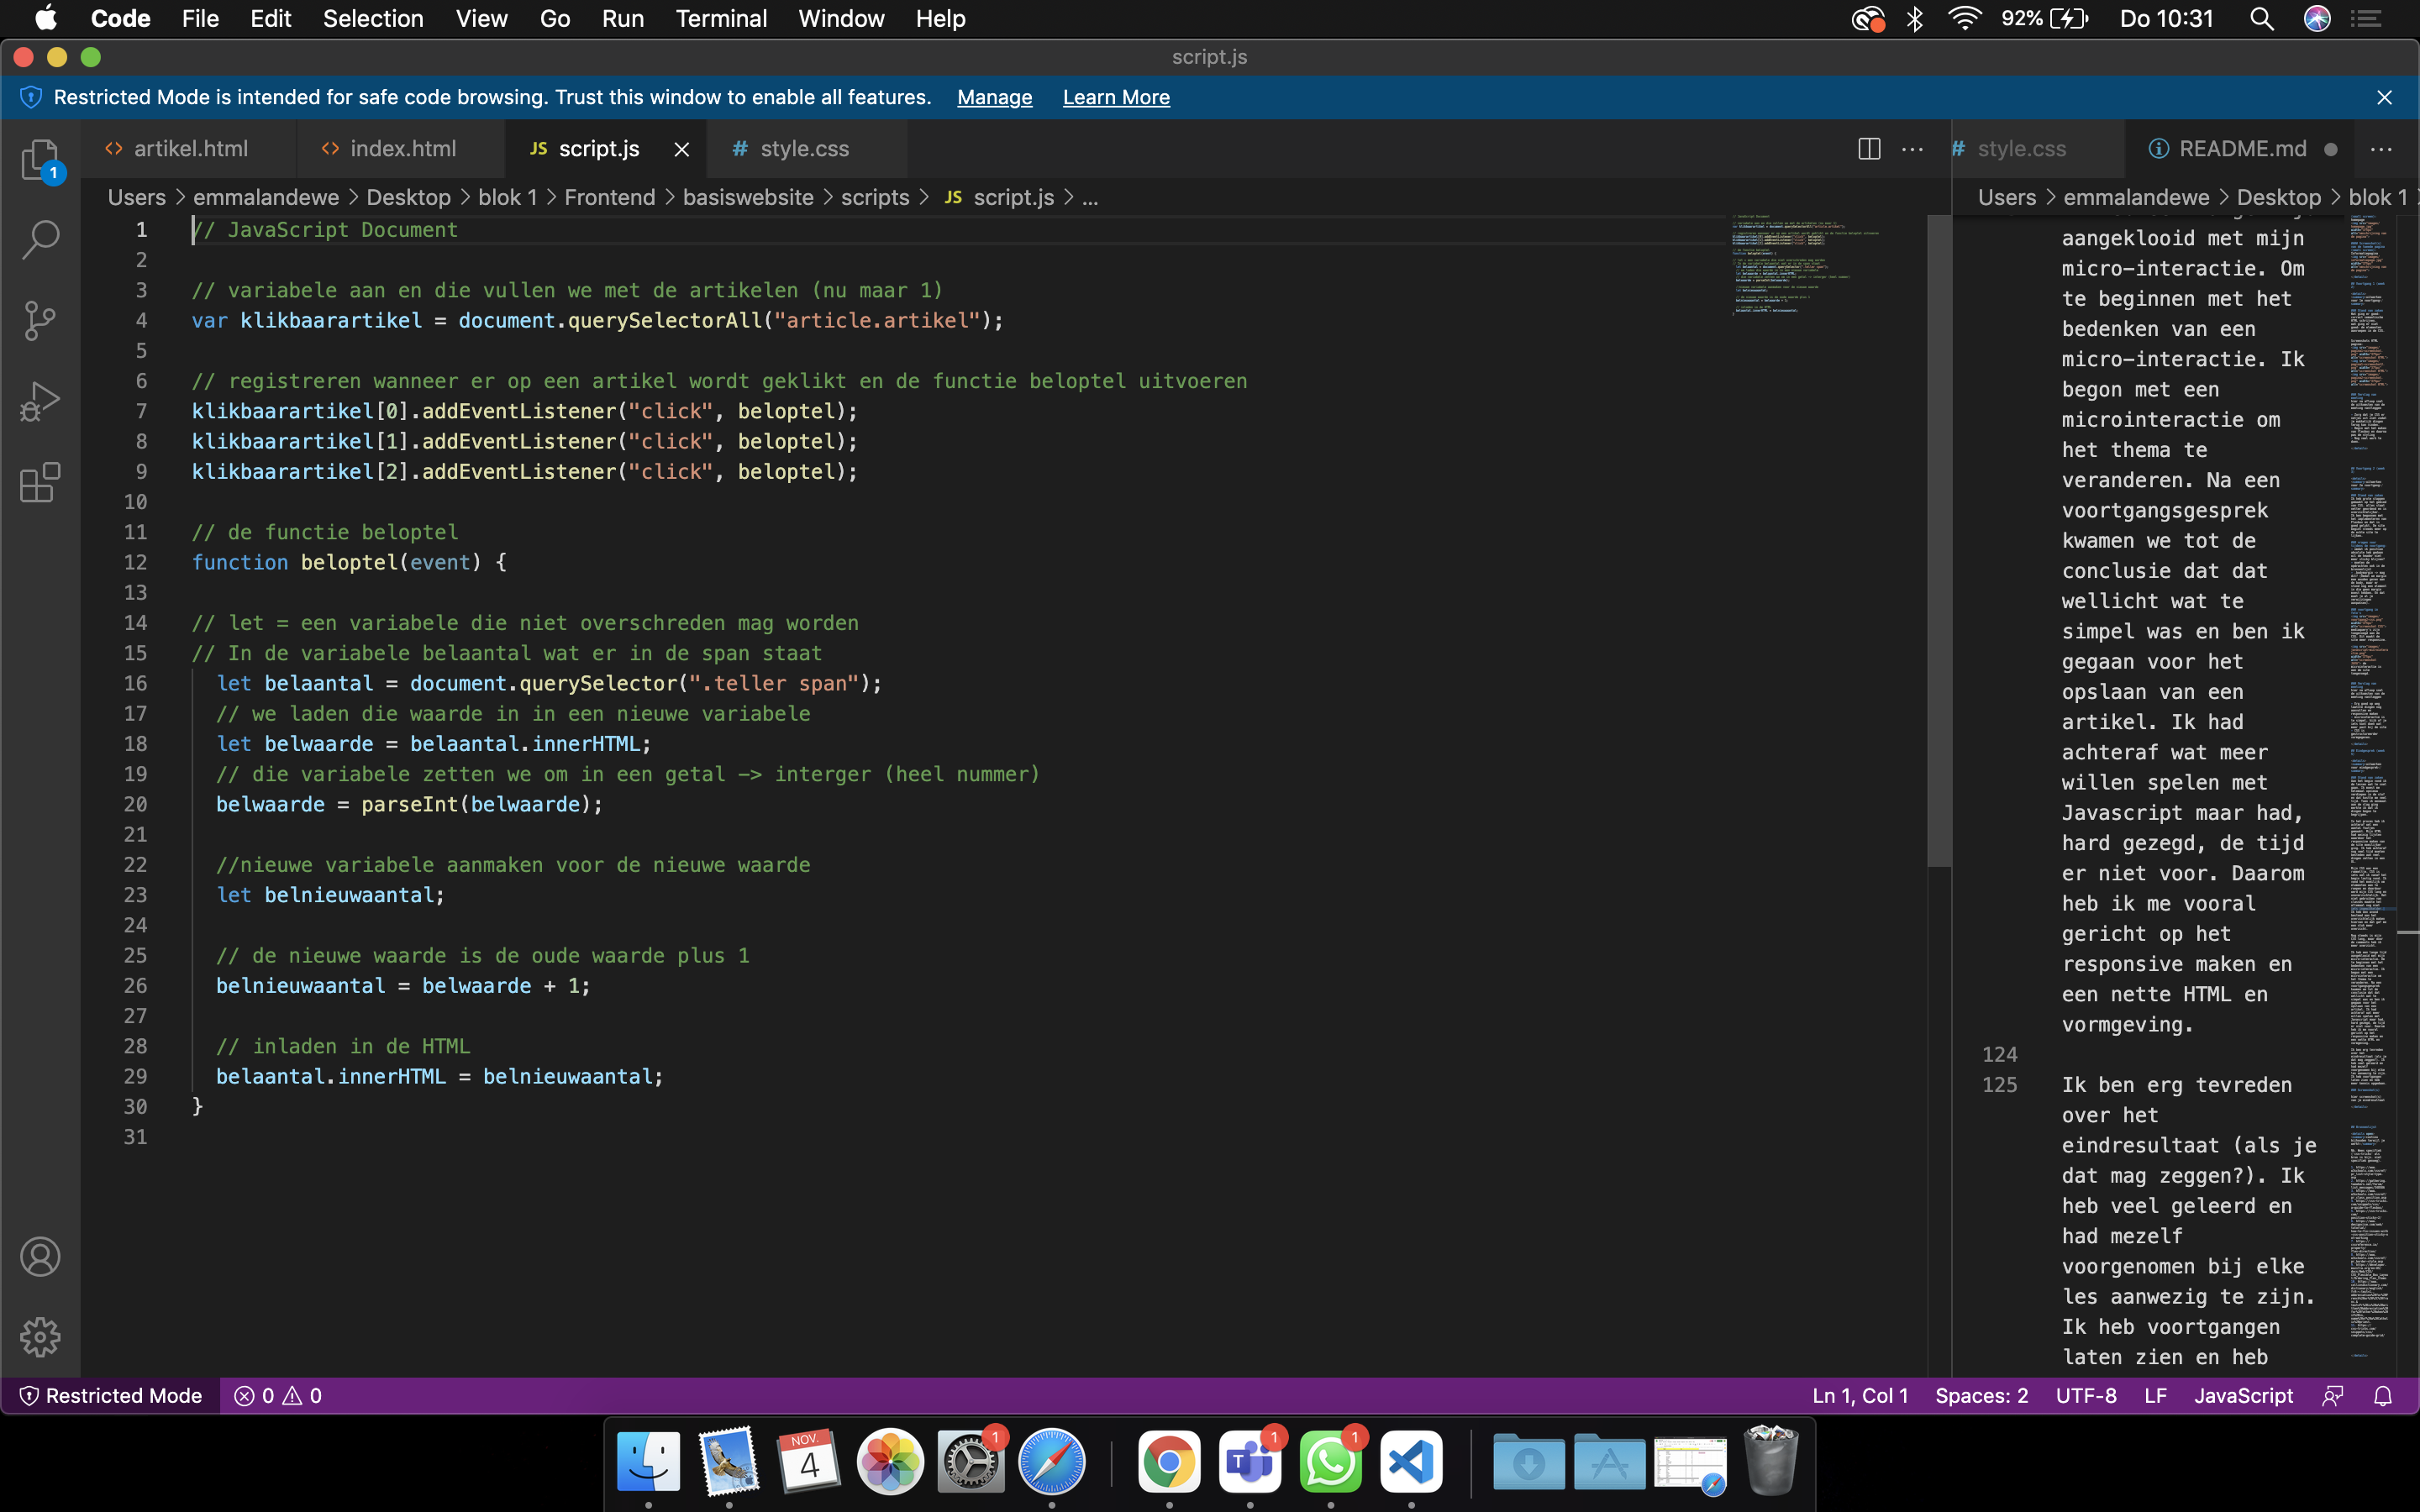 Code File Edit Selection View Go Run Terminal Window Help 92% Do 10:31
script.js
Restricted Mode is intended for safe code browsing. Trust this window to enable all features. Manage Learn More
1
<> artikel.html <> index.html JS script.js # style.css ... # style.css README.md ...
Users > emmalandewe > Desktop > blok 1 > Frontend > basiswebsite > scripts > JS script.js > ...
Users > emmalandewe > Desktop > blok 1 >
1 // JavaScript Document
2
3 // variabele aan en die vullen we met de artikelen (nu maar 1)
4 var klikbaarartikel = document.querySelectorAll("article.artikel");
5
6 // registreren wanneer er op een artikel wordt geklikt en de functie beloptel uitvoeren
7 klikbaarartikel[0].addEventListener("click", beloptel);
8 klikbaarartikel[1].addEventListener("click", beloptel);
9 klikbaarartikel[2].addEventListener("click", beloptel);
10
11 // de functie beloptel
12 function beloptel(event) {
13
14 // let = een variabele die niet overschreden mag worden
15 // In de variabele belaantal wat er in de span staat
16 let belaantal = document.querySelector(".teller span");
17 // we laden die waarde in in een nieuwe variabele
18 let belwaarde = belaantal.innerHTML;
19 // die variabele zetten we om in een getal -> interger (heel nummer)
20 belwaarde = parseInt(belwaarde);
21
22 //nieuwe variabele aanmaken voor de nieuwe waarde
23 let belnieuwaantal;
24
25 // de nieuwe waarde is de oude waarde plus 1
26 belnieuwaantal = belwaarde + 1;
27
28 // inladen in de HTML
29 belaantal.innerHTML = belnieuwaantal;
30 }
31
aangeklooid met mijn
micro-interactie. Om
te beginnen met het
bedenken van een
micro-interactie. Ik
begon met een
microinteractie om
het thema te
veranderen. Na een
voortgangsgesprek
kwamen we tot de
conclusie dat dat
wellicht wat te
simpel was en ben ik
gegaan voor het
opslaan van een
artikel. Ik had
achteraf wat meer
willen spelen met
Javascript maar had,
hard gezegd, de tijd
er niet voor. Daarom
heb ik me vooral
gericht op het
responsive maken en
een nette HTML en
vormgeving.
124
125 Ik ben erg tevreden
over het
eindresultaat (als je
dat mag zeggen?). Ik
heb veel geleerd en
had mezelf
voorgenomen bij elke
les aanwezig te zijn.
Ik heb voortgangen
laten zien en heb
Restricted Mode 0 0 Ln 1, Col 1 Spaces: 2 UTF-8 LF JavaScript
NOV.
4
1
T 1
1